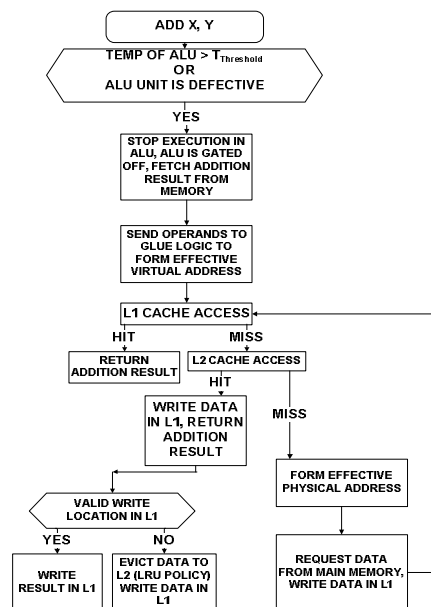 ADD X, Y
TEMP OF ALU > TThreshold
OR
ALU UNIT IS DEFECTIVE
YES
STOP EXECUTION IN
ALU, ALU IS GATED
OFF, FETCH ADDITION
RESULT FROM
MEMORY
SEND OPERANDS TO
GLUE LOGIC TO
FORM EFFECTIVE
VIRTUAL ADDRESS
L1 CACHE ACCESS
HIT
MISS
RETURN
ADDITION RESULT
L2 CACHE ACCESS
HIT
MISS
WRITE DATA
IN L1, RETURN
ADDITION
RESULT
FORM EFFECTIVE
PHYSICAL ADDRESS
VALID WRITE
LOCATION IN L1
YES
NO
WRITE
RESULT IN L1
EVICT DATA TO
L2 (LRU POLICY)
WRITE DATA IN
L1
REQUEST DATA
FROM MAIN MEMORY,
WRITE DATA IN L1